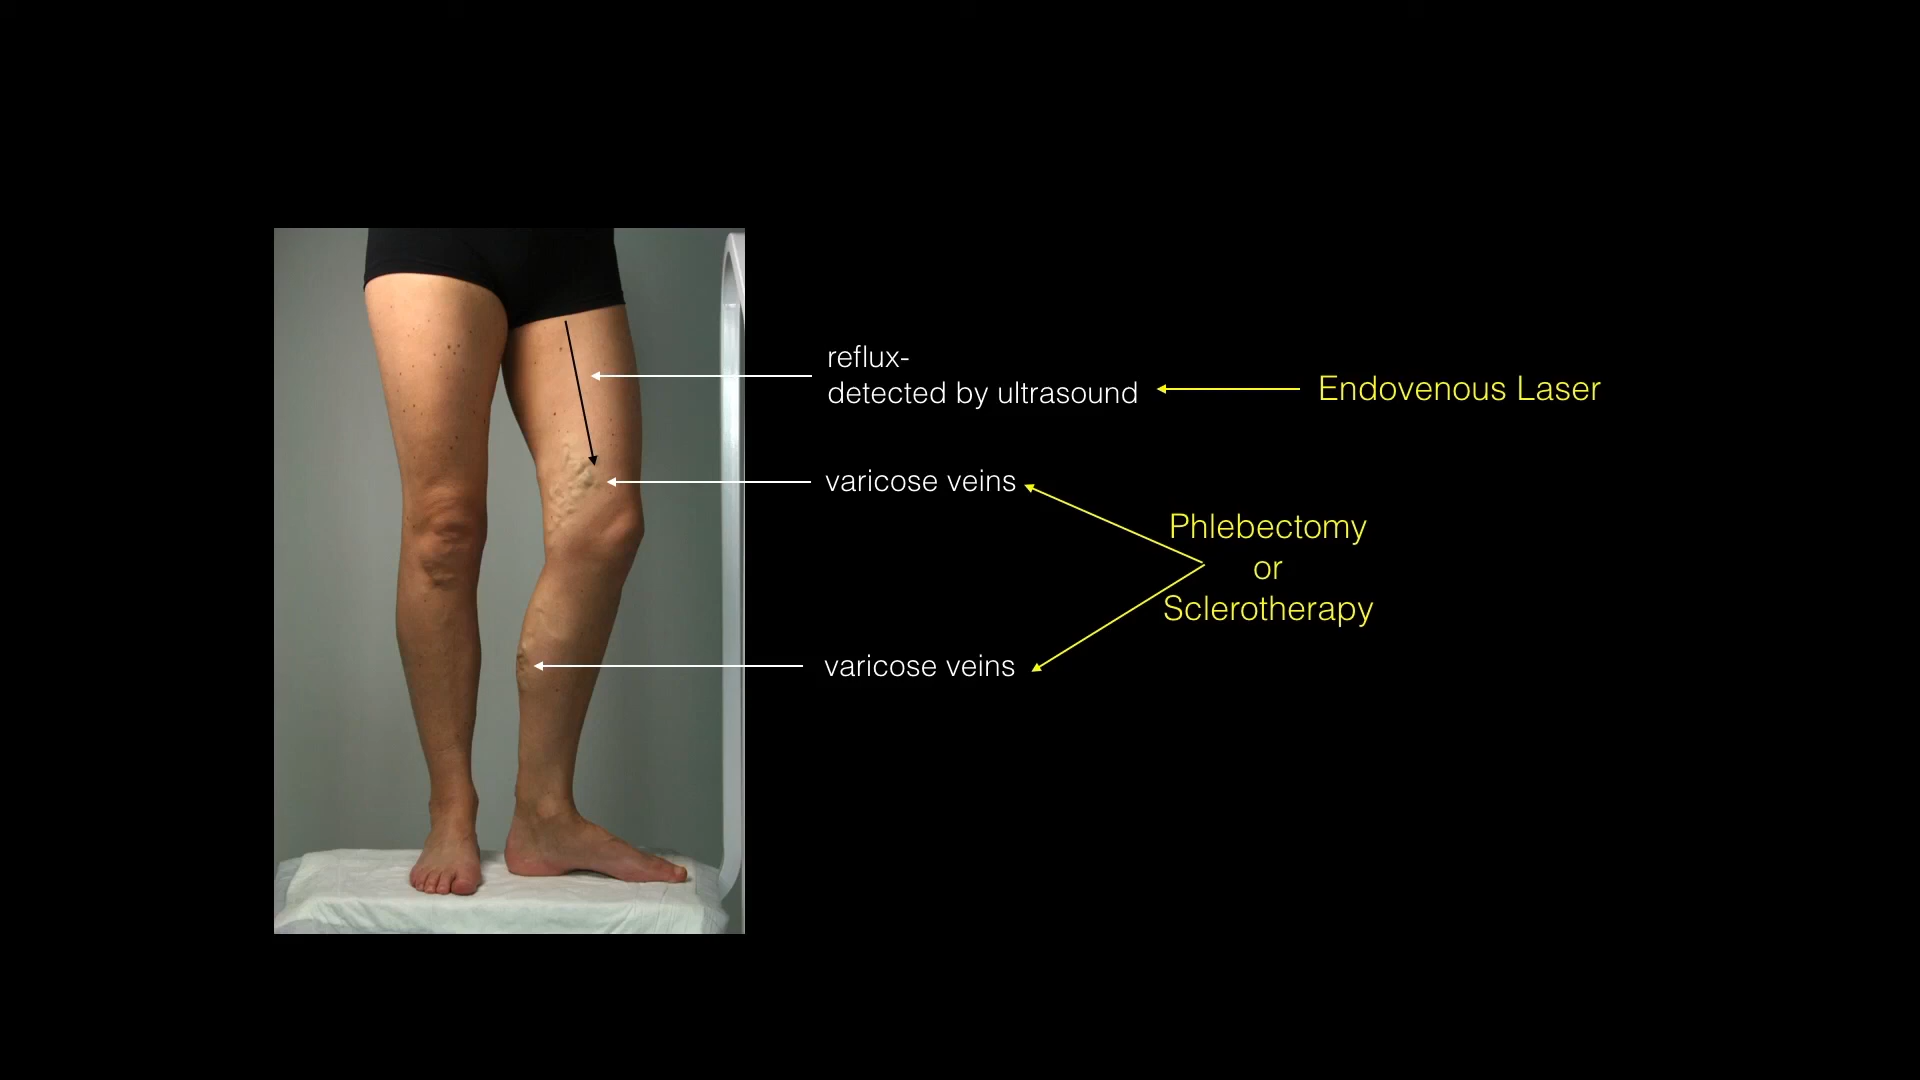 reflux-
detected by ultrasound
Endovenous Laser
varicose veins
Phlebectomy
or
Sclerotherapy
varicose veins